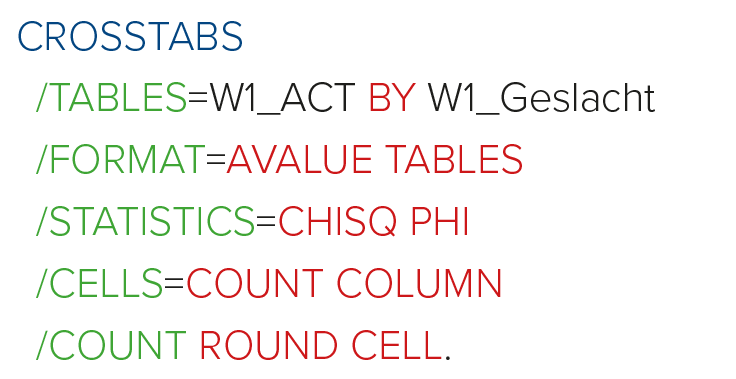 CROSSTABS
/TABLES=W1_ACT BY W1_Geslacht
/FORMAT=AVALUE TABLES
/STATISTICS=CHISQ PHI
/CELLS=COUNT COLUMN
/COUNT ROUND CELL.